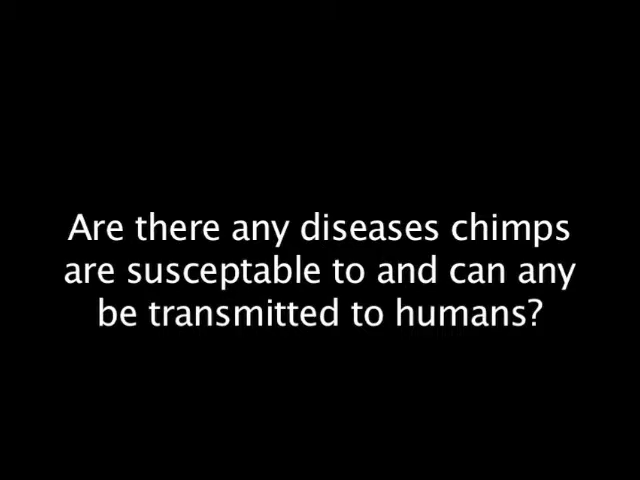 Are there any diseases chimps
are susceptable to and can any
be transmitted to humans?